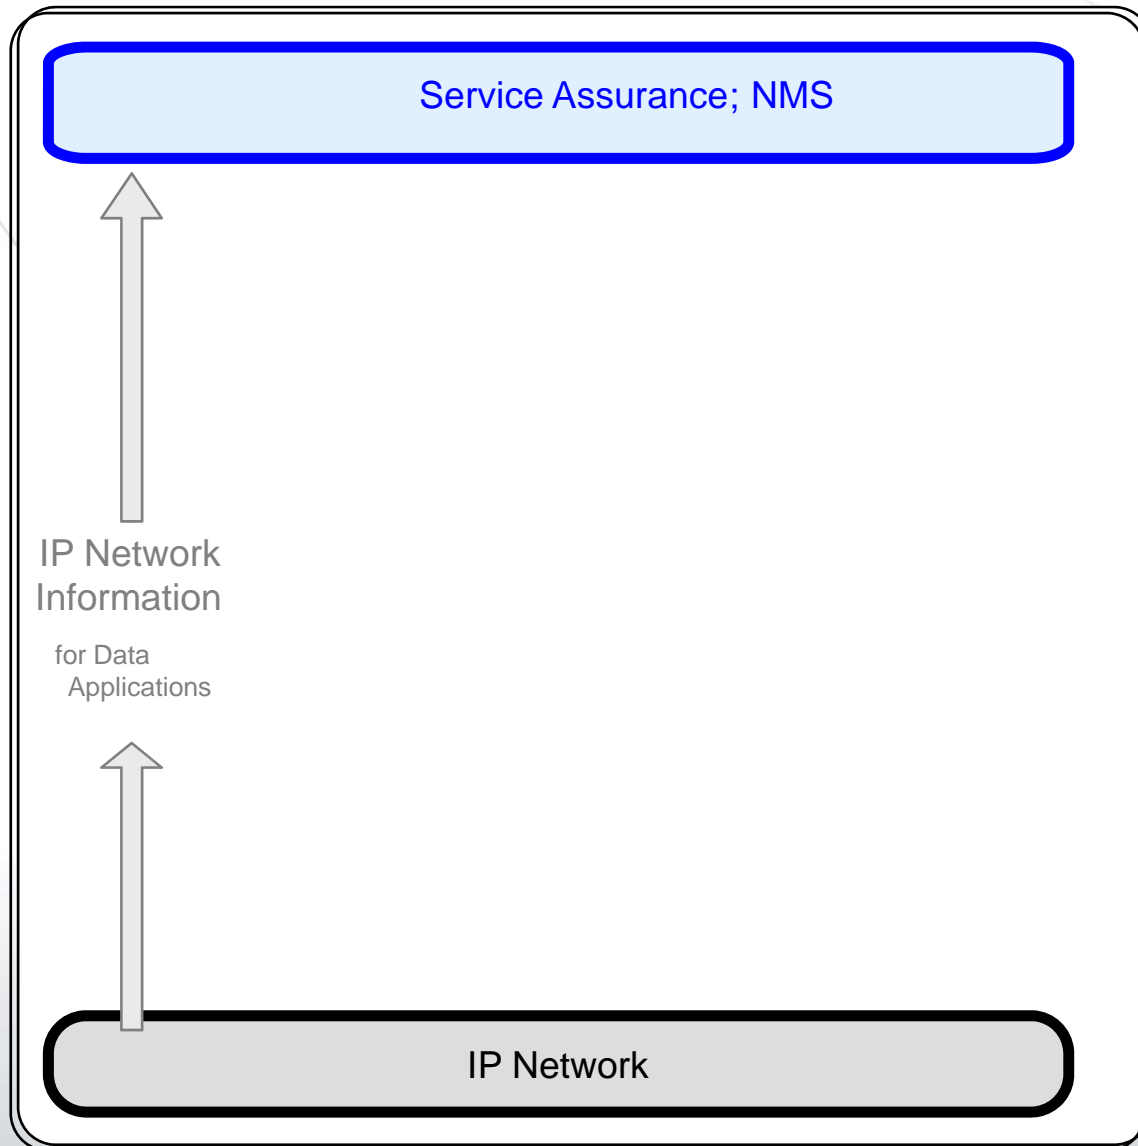 Service Assurance; NMS
IP Network
Information
for Data
Applications
IP Network